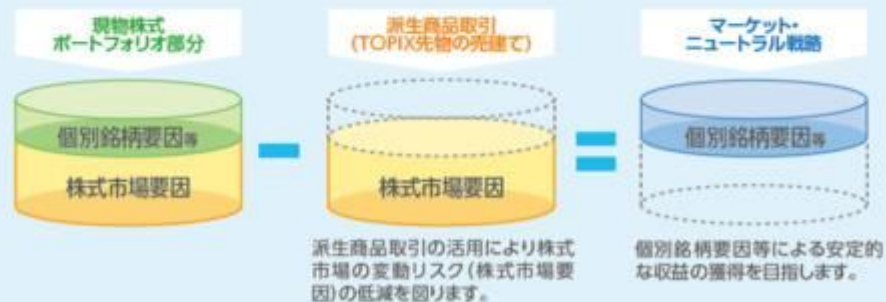 現物株式
ポートフォリオ部分
個別銘柄要因等
株式市場要因
派生商品取引
(TOPIX先物の売建て)
株式市場要因
派生商品取引の活用により株式
市場の変動リスク(株式市場要
因)の低減を図ります。
マーケット・
ニュートラル戦略
個別銘柄要因等
個別銘柄要因等による安定的
な収益の獲得を目指します。